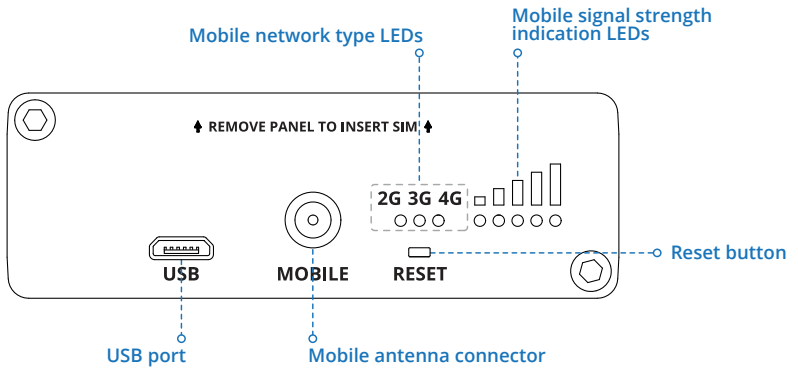 Mobile network type LEDs
Mobile signal strength
indication LEDs
REMOVE PANEL TO INSERT SIM
2G 3G 4G
Reset button
USB
MOBILE
RESET
USB port
Mobile antenna connector